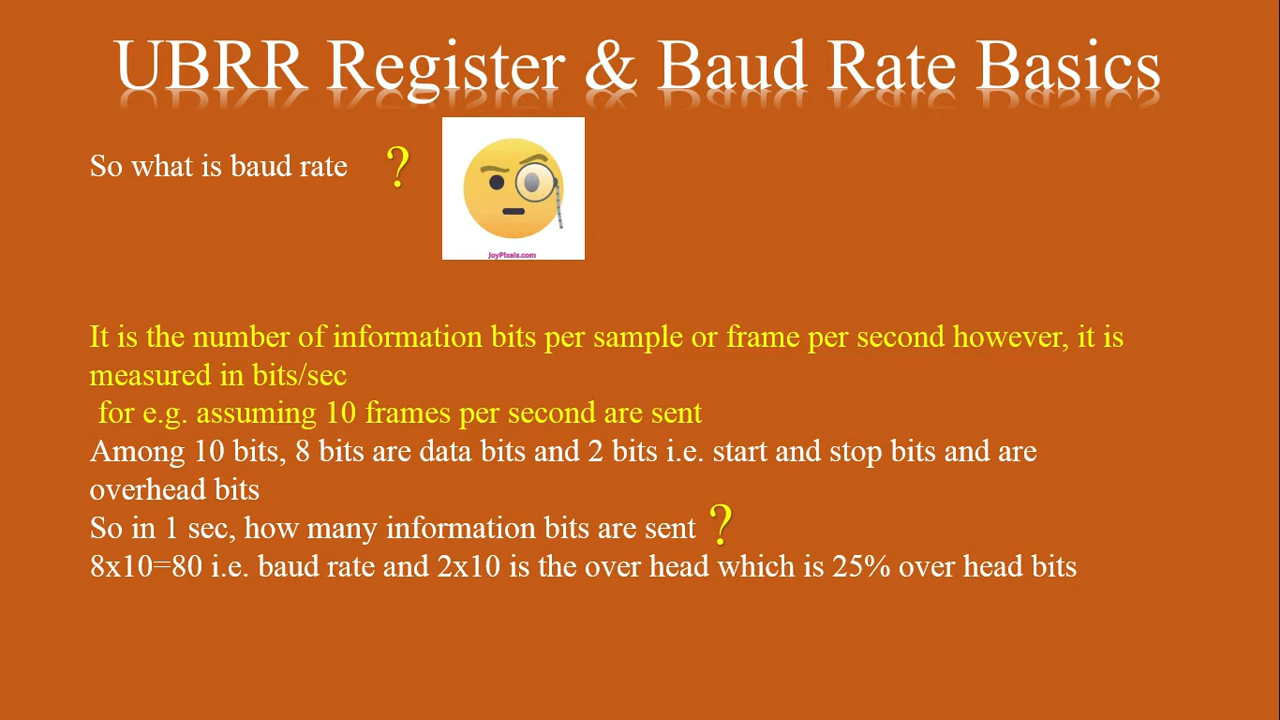 UBRR Register & Baud Rate Basics
So what is baud rate ?
JoyPixels.com
It is the number of information bits per sample or frame per second however, it is
measured in bits/sec
for e.g. assuming 10 frames per second are sent
Among 10 bits, 8 bits are data bits and 2 bits i.e. start and stop bits and are
overhead bits
So in 1 sec, how many information bits are sent ?
8x10=80 i.e. baud rate and 2x10 is the over head which is 25% over head bits